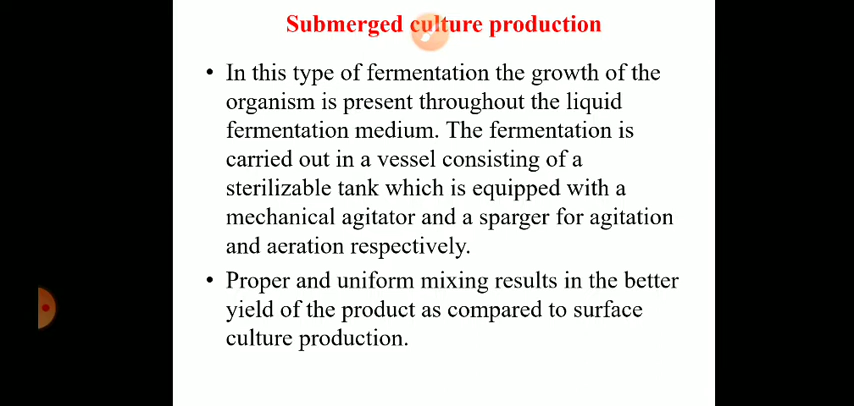 Submerged culture production
• In this type of fermentation the growth of the
organism is present throughout the liquid
fermentation medium. The fermentation is
carried out in a vessel consisting of a
sterilizable tank which is equipped with a
mechanical agitator and a sparger for agitation
and aeration respectively.
• Proper and uniform mixing results in the better
yield of the product as compared to surface
culture production.